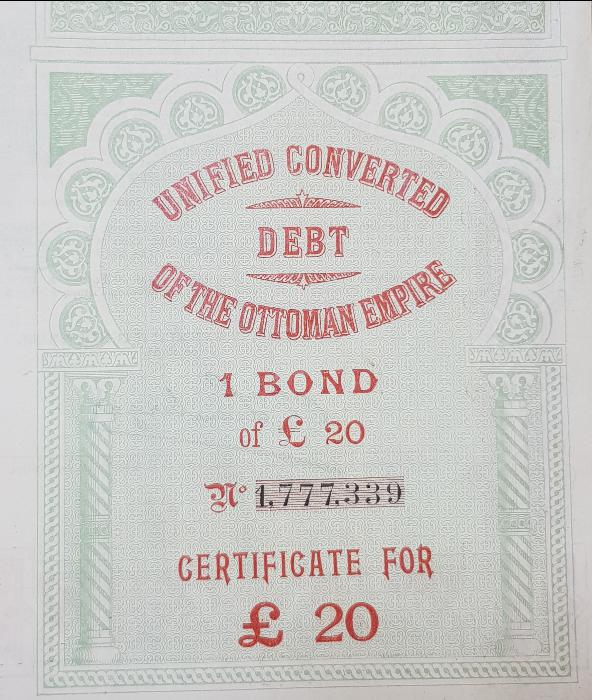 UNIFIED CONVERTED
DEBT
OF THE OTTOMAN EMPIRE
1 BOND
of £ 20
Nº 1,777,339
CERTIFICATE FOR
£ 20